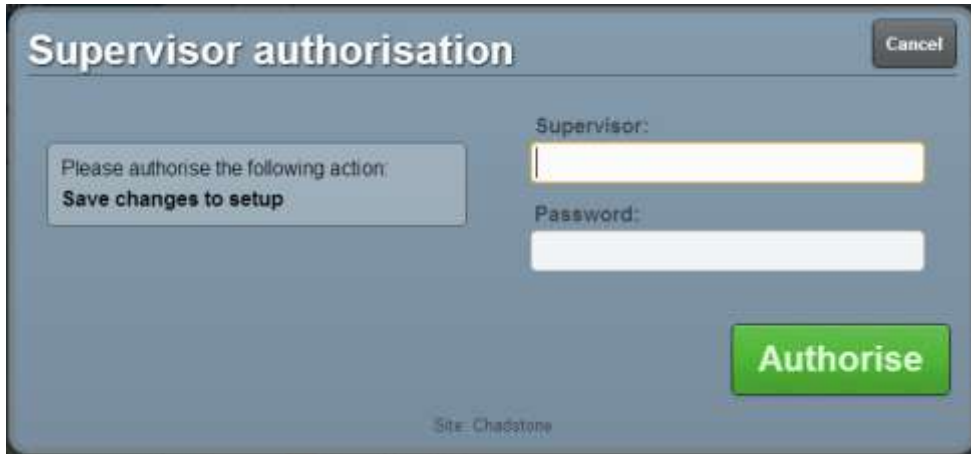 Supervisor authorisation
Cancel
Supervisor:
Please authorise the following action:
Save changes to setup
Password:
Authorise
Site: Chadstone